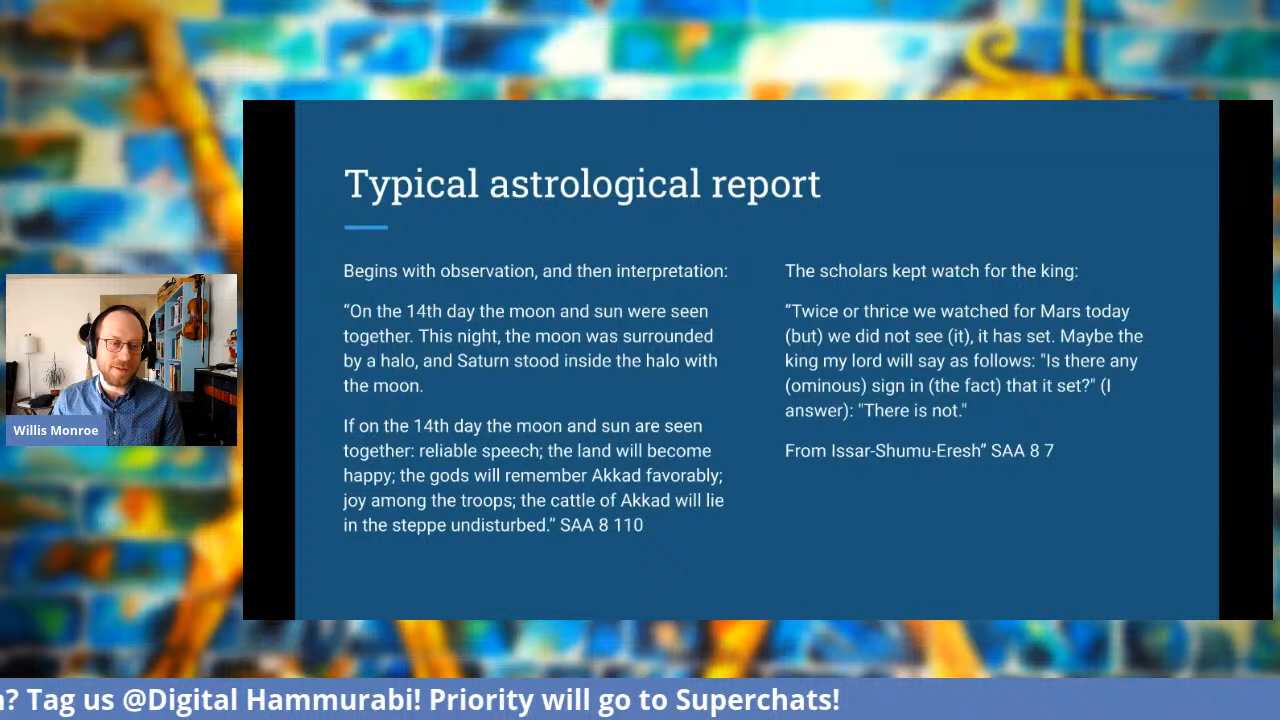 Typical astrological report
Begins with observation, and then interpretation:
“On the 14th day the moon and sun were seen
together. This night, the moon was surrounded
by a halo, and Saturn stood inside the halo with
the moon.
If on the 14th day the moon and sun are seen
together: reliable speech; the land will become
happy; the gods will remember Akkad favorably;
joy among the troops; the cattle of Akkad will lie
in the steppe undisturbed.” SAA 8 110
The scholars kept watch for the king:
“Twice or thrice we watched for Mars today
(but) we did not see (it), it has set. Maybe the
king my lord will say as follows: "Is there any
(ominous) sign in (the fact) that it set?" (I
answer): "There is not."
From Issar-Shumu-Eresh” SAA 8 7
Willis Monroe
? Tag us @Digital Hammurabi! Priority will go to Superchats!